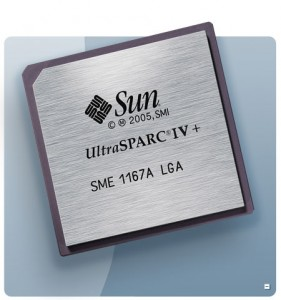 Sun
© Ⓜ 2005, SMI
UltraSPARC® IV+
SME 1167A LGA